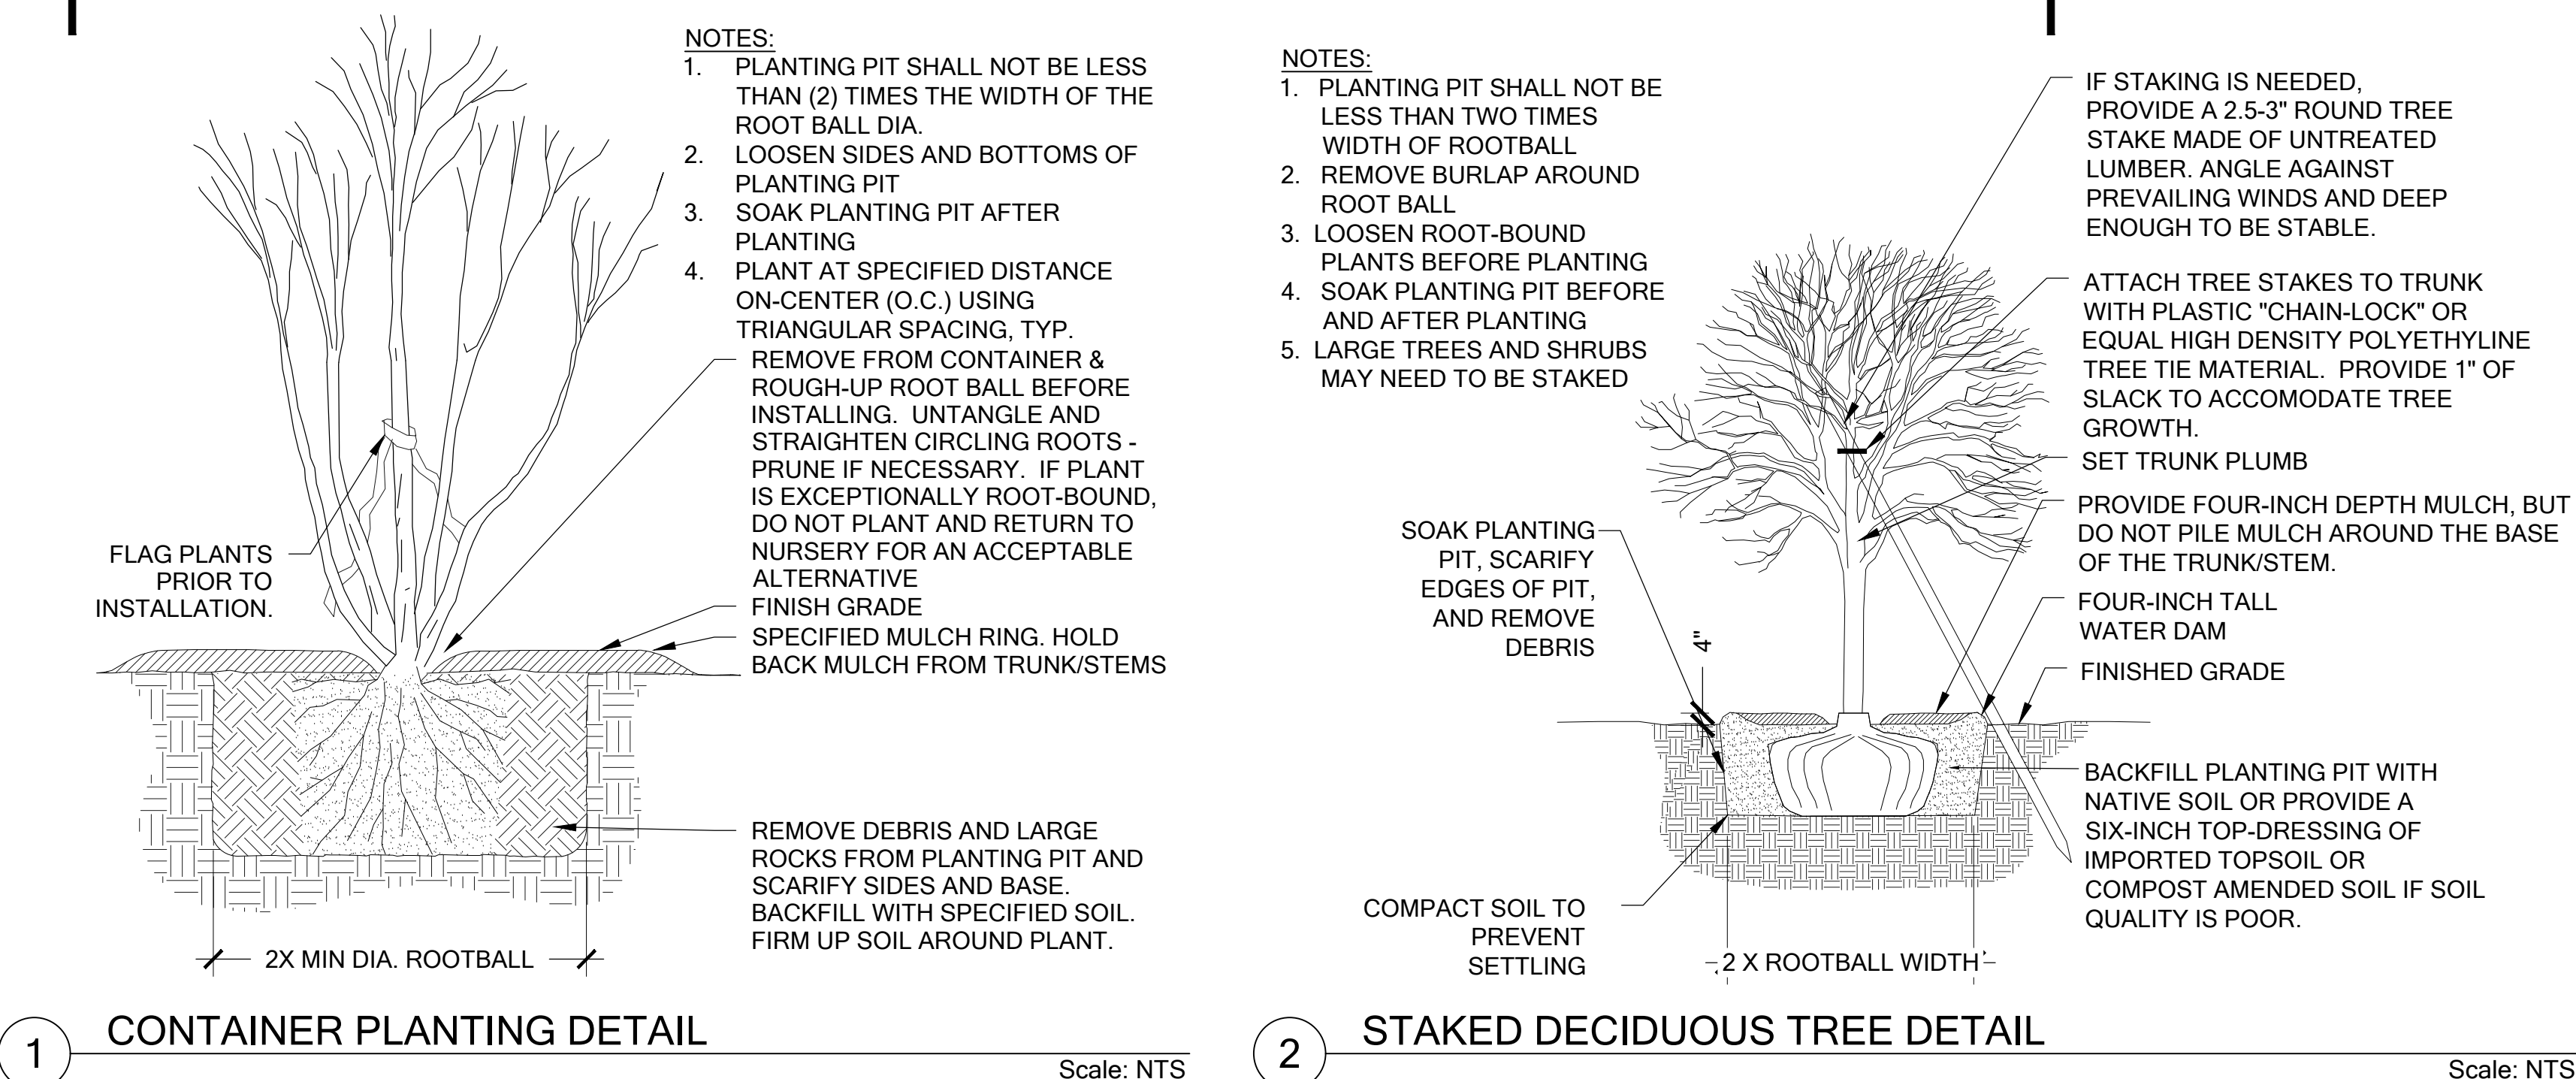 NOTES:
1. PLANTING PIT SHALL NOT BE LESS
THAN (2) TIMES THE WIDTH OF THE
ROOT BALL DIA.
2. LOOSEN SIDES AND BOTTOMS OF
PLANTING PIT
3. SOAK PLANTING PIT AFTER
PLANTING
4. PLANT AT SPECIFIED DISTANCE
ON-CENTER (O.C.) USING
TRIANGULAR SPACING, TYP.
REMOVE FROM CONTAINER &
ROUGH-UP ROOT BALL BEFORE
INSTALLING. UNTANGLE AND
STRAIGHTEN CIRCLING ROOTS -
PRUNE IF NECESSARY. IF PLANT
IS EXCEPTIONALLY ROOT-BOUND,
DO NOT PLANT AND RETURN TO
NURSERY FOR AN ACCEPTABLE
ALTERNATIVE
FINISH GRADE
SPECIFIED MULCH RING. HOLD
BACK MULCH FROM TRUNK/STEMS
FLAG PLANTS
PRIOR TO
INSTALLATION.
REMOVE DEBRIS AND LARGE
ROCKS FROM PLANTING PIT AND
SCARIFY SIDES AND BASE.
BACKFILL WITH SPECIFIED SOIL.
FIRM UP SOIL AROUND PLANT.
2X MIN DIA. ROOTBALL
1
CONTAINER PLANTING DETAIL
Scale: NTS
NOTES:
1. PLANTING PIT SHALL NOT BE
LESS THAN TWO TIMES
WIDTH OF ROOTBALL
2. REMOVE BURLAP AROUND
ROOT BALL
3. LOOSEN ROOT-BOUND
PLANTS BEFORE PLANTING
4. SOAK PLANTING PIT BEFORE
AND AFTER PLANTING
5. LARGE TREES AND SHRUBS
MAY NEED TO BE STAKED
IF STAKING IS NEEDED,
PROVIDE A 2.5-3" ROUND TREE
STAKE MADE OF UNTREATED
LUMBER. ANGLE AGAINST
PREVAILING WINDS AND DEEP
ENOUGH TO BE STABLE.
ATTACH TREE STAKES TO TRUNK
WITH PLASTIC "CHAIN-LOCK" OR
EQUAL HIGH DENSITY POLYETHYLINE
TREE TIE MATERIAL. PROVIDE 1" OF
SLACK TO ACCOMODATE TREE
GROWTH.
SET TRUNK PLUMB
PROVIDE FOUR-INCH DEPTH MULCH, BUT
DO NOT PILE MULCH AROUND THE BASE
OF THE TRUNK/STEM.
FOUR-INCH TALL
WATER DAM
FINISHED GRADE
SOAK PLANTING
PIT, SCARIFY
EDGES OF PIT,
AND REMOVE
DEBRIS
4"
BACKFILL PLANTING PIT WITH
NATIVE SOIL OR PROVIDE A
SIX-INCH TOP-DRESSING OF
IMPORTED TOPSOIL OR
COMPOST AMENDED SOIL IF SOIL
QUALITY IS POOR.
COMPACT SOIL TO
PREVENT
SETTLING
2 X ROOTBALL WIDTH
2
STAKED DECIDUOUS TREE DETAIL
Scale: NTS